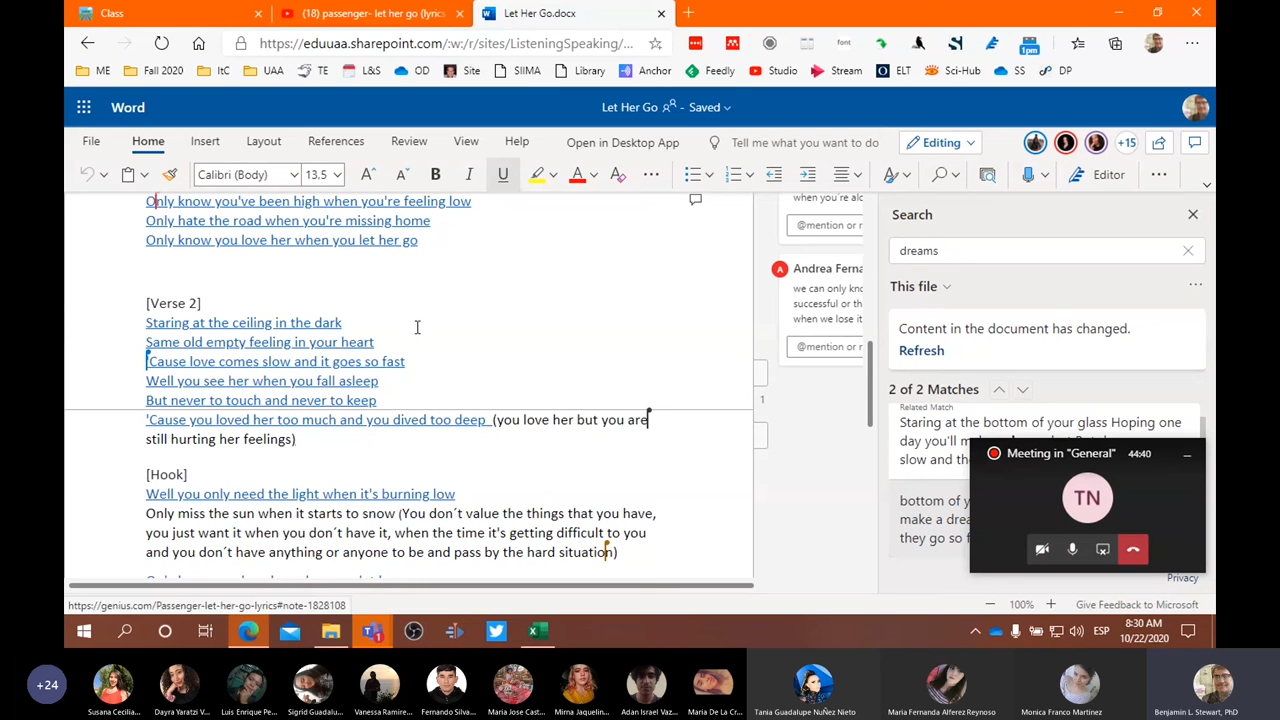 Class
(18) passenger- let her go (lyrics
Let Her Go.docx
https://eduuaa.sharepoint.com/:w:/r/sites/ListeningSpeaking/...
font
1pm
ME
Fall 2020
ItC
UAA
TE
L&S
OD
Site
SIIMA
Library
Anchor
Feedly
Studio
Stream
ELT
Sci-Hub
SS
DP
Word
Let Her Go - Saved
File
Home
Insert
Layout
References
Review
View
Help
Open in Desktop App
Tell me what you want to do
Editing
+15
Calibri (Body)
13.5
Editor
Only know you've been high when you're feeling low
Only hate the road when you're missing home
Only know you love her when you let her go
[Verse 2]
Staring at the ceiling in the dark
Same old empty feeling in your heart
'Cause love comes slow and it goes so fast
Well you see her when you fall asleep
But never to touch and never to keep
'Cause you loved her too much and you dived too deep (you love her but you are
still hurting her feelings)
[Hook]
Well you only need the light when it's burning low
Only miss the sun when it starts to snow (You don´t value the things that you have,
you just want it when you don´t have it, when the time it's getting difficult to you
and you don´t have anything or anyone to be and pass by the hard situation)
when you're alo
@mention or r
Andrea Ferna
we can only kno
successful or th
when we lose it
@mention or r
1
Search
dreams
This file
Content in the document has changed.
Refresh
2 of 2 Matches
Related Match
Staring at the bottom of your glass Hoping one
day you'll m
slow and the
bottom of y
make a drea
they go so f
Meeting in "General"
44:40
TN
Privacy
https://genius.com/Passenger-let-her-go-lyrics#note-1828108
100%
Give Feedback to Microsoft
ESP
8:30 AM
10/22/2020
+24
Susana Cecilia...
Dayra Yaratzi V...
Luis Enrique Pe...
Sigrid Guadalu...
Vanessa Ramire...
Fernando Silva...
Maria Jose Cast...
Mirna Jaquelin...
Adan Israel Vaz...
Maria De La Cr...
Tania Guadalupe Nuñez Nieto
Maria Fernanda Alferez Reynoso
Monica Franco Martinez
Benjamin L. Stewart, PhD